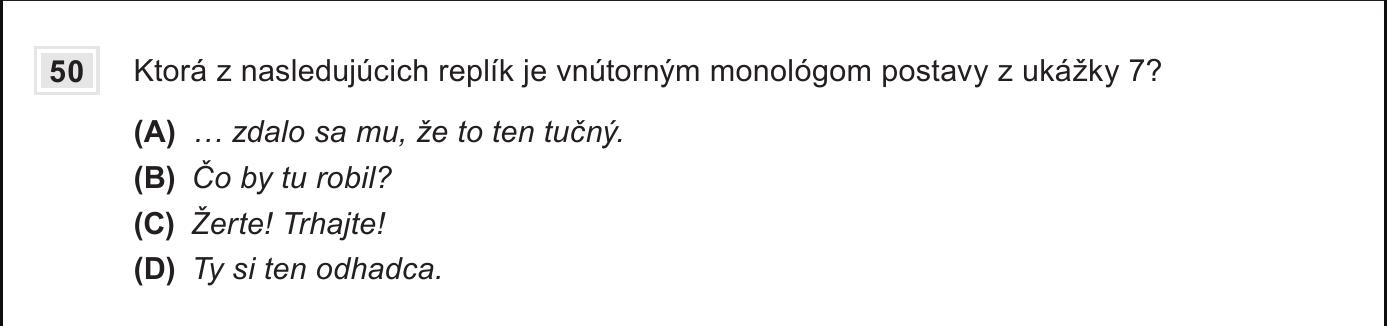 50 Ktorá z nasledujúcich replík je vnútorným monológom postavy z ukážky 7?
(A) … zdalo sa mu, že to ten tučný.
(B) Čo by tu robil?
(C) Žerte! Trhajte!
(D) Ty si ten odhadca.